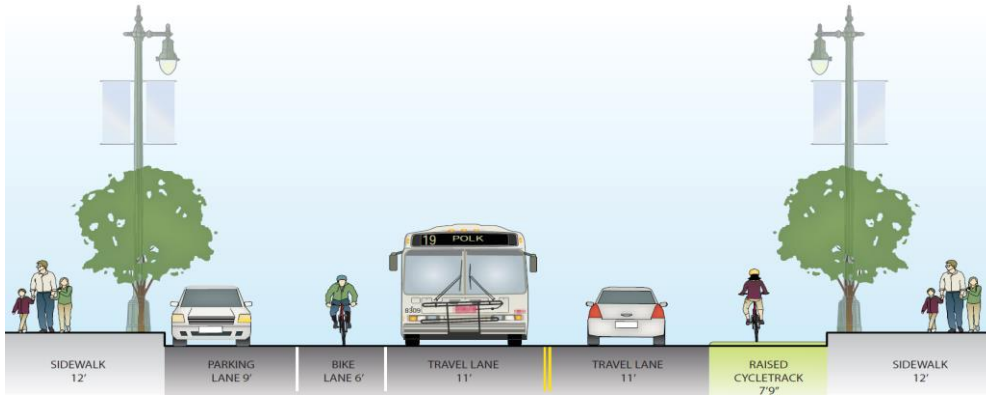 19 POLK
SIDEWALK
12'
PARKING
LANE 9'
BIKE
LANE 6'
TRAVEL LANE
11'
TRAVEL LANE
11'
RAISED
CYCLETRACK
7'9"
SIDEWALK
12'